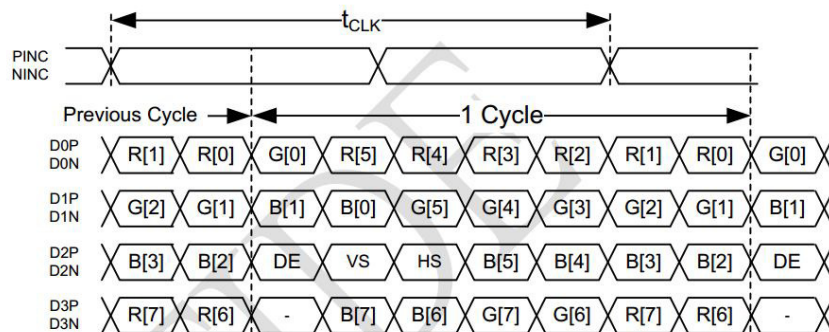 tCLK
PINC
NINC
Previous Cycle
1 Cycle
D0P
D0N
R[1] R[0] G[0] R[5] R[4] R[3] R[2] R[1] R[0] G[0]
D1P
D1N
G[2] G[1] B[1] B[0] G[5] G[4] G[3] G[2] G[1] B[1]
D2P
D2N
B[3] B[2] DE VS HS B[5] B[4] B[3] B[2] DE
D3P
D3N
R[7] R[6] - B[7] B[6] G[7] G[6] R[7] R[6] -